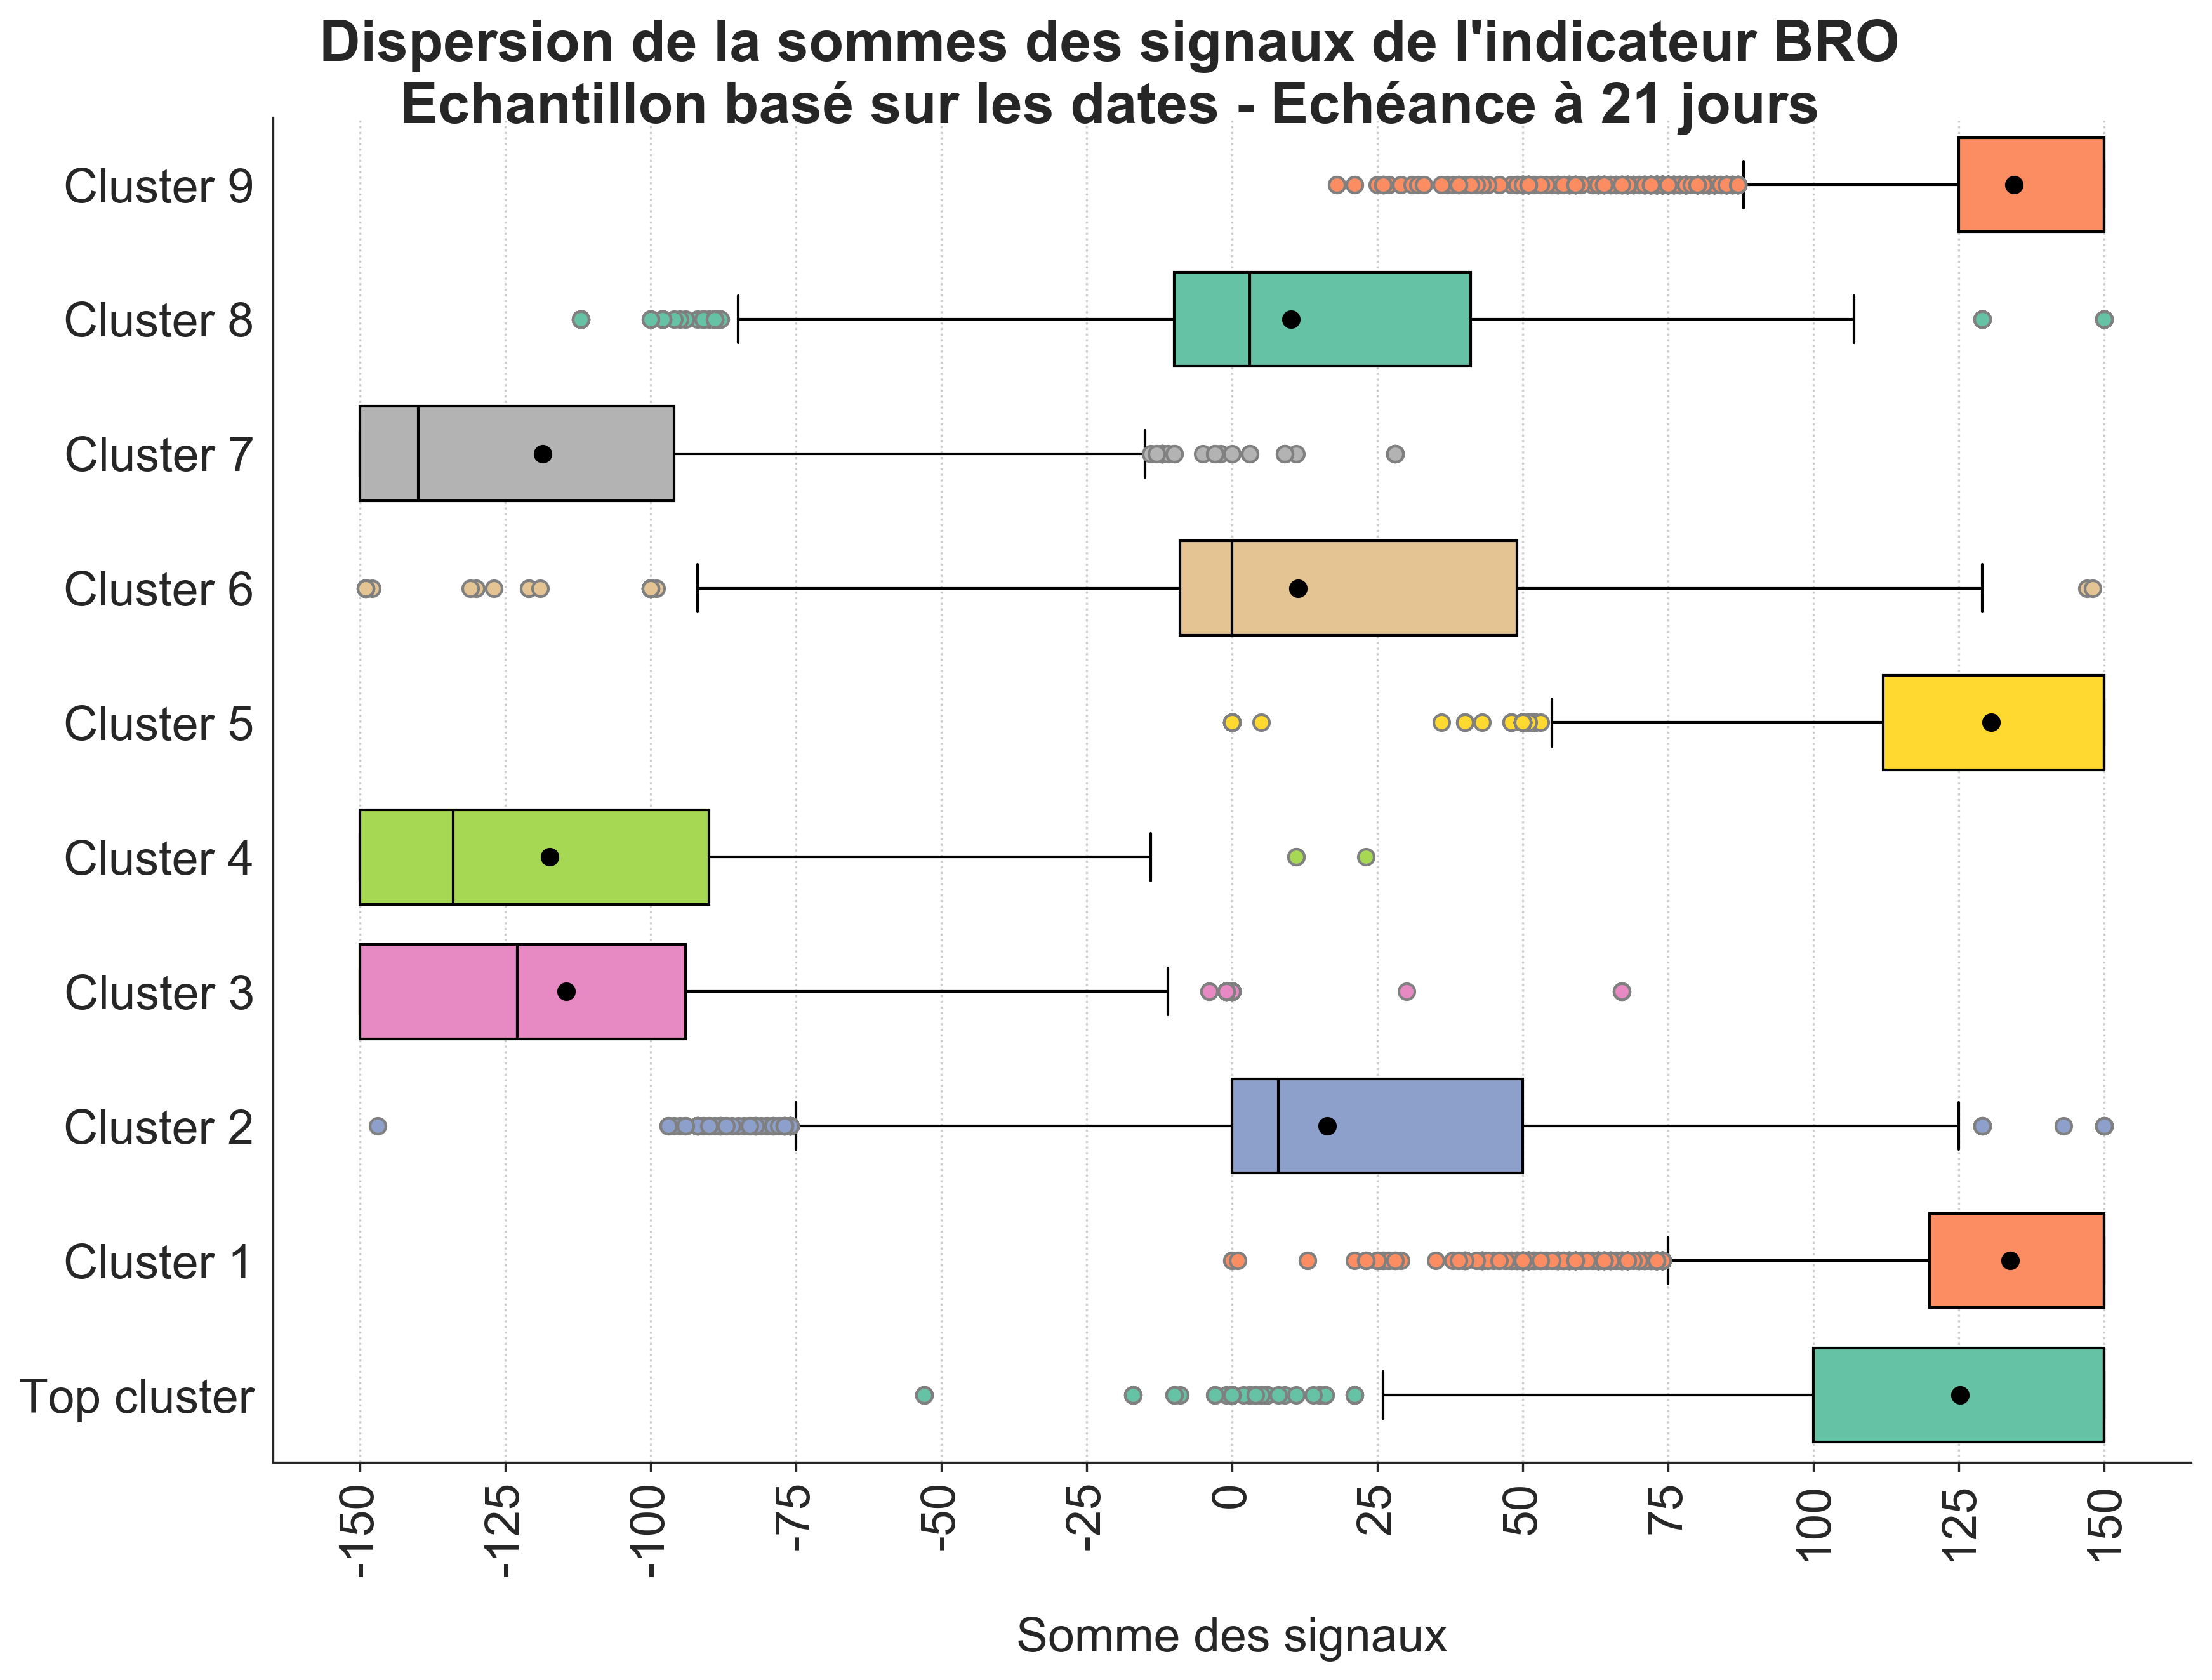 Dispersion de la sommes des signaux de l'indicateur BRO
Echantillon basé sur les dates - Echéance à 21 jours
Cluster 9
Cluster 8
Cluster 7
Cluster 6
Cluster 5
Cluster 4
Cluster 3
Cluster 2
Cluster 1
Top cluster
-150
-125
-100
-75
-50
-25
0
25
50
75
100
125
150
Somme des signaux